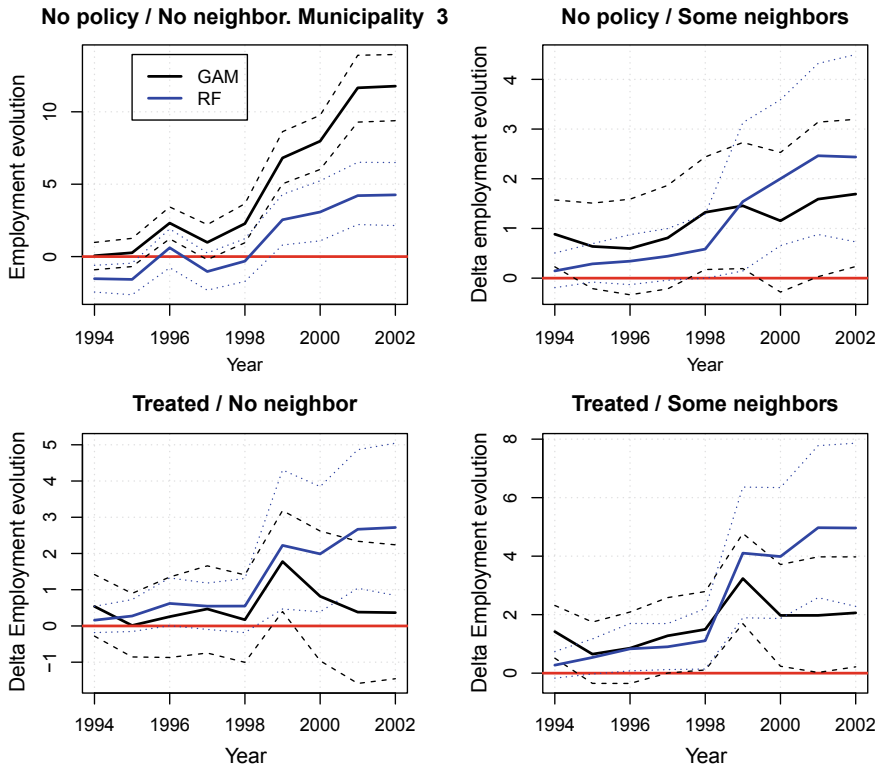 No policy / No neighbor. Municipality 3
Employment evolution
10
5
0
GAM
RF
1994
1996
1998
2000
2002
Year
No policy / Some neighbors
Delta employment evolution
4
3
2
1
0
1994
1996
1998
2000
2002
Year
Treated / No neighbor
Delta Employment evolution
5
4
3
2
1
0
−1
1994
1996
1998
2000
2002
Year
Treated / Some neighbors
Delta Employment evolution
8
6
4
2
0
1994
1996
1998
2000
2002
Year